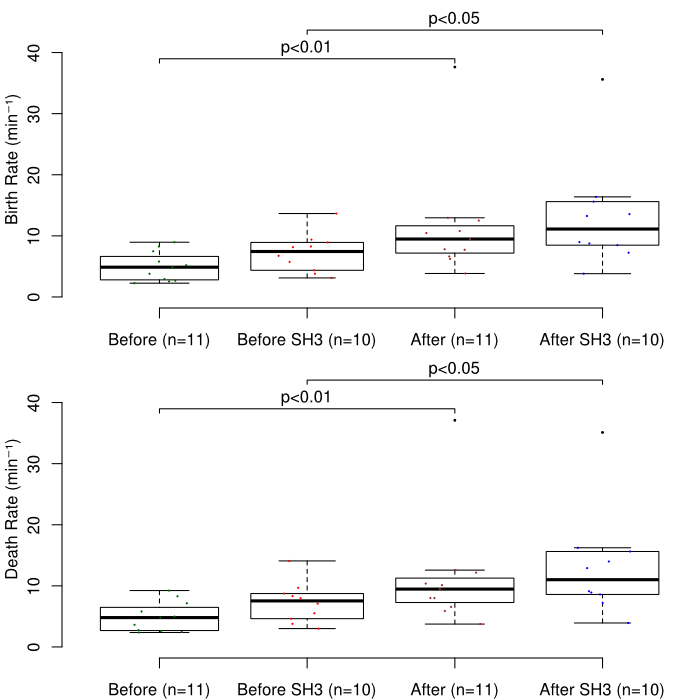 p<0.05
p<0.01
Birth Rate (min⁻¹)
0
10
20
30
40
Before (n=11) Before SH3 (n=10) After (n=11) After SH3 (n=10)
p<0.05
p<0.01
Death Rate (min⁻¹)
0
10
20
30
40
Before (n=11) Before SH3 (n=10) After (n=11) After SH3 (n=10)